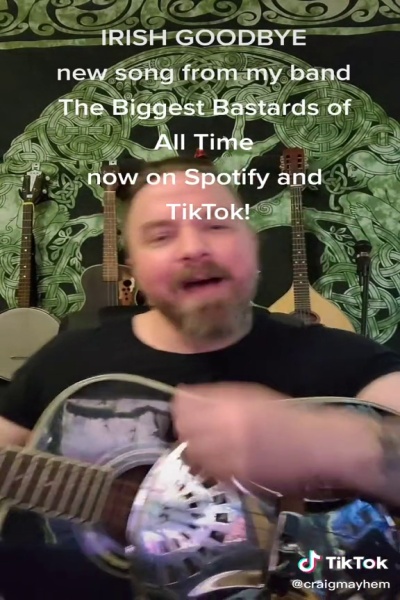 IRISH GOODBYE
new song from my band
The Biggest Bastards of
All Time
now on Spotify and
TikTok!
TikTok
@craigmayhem